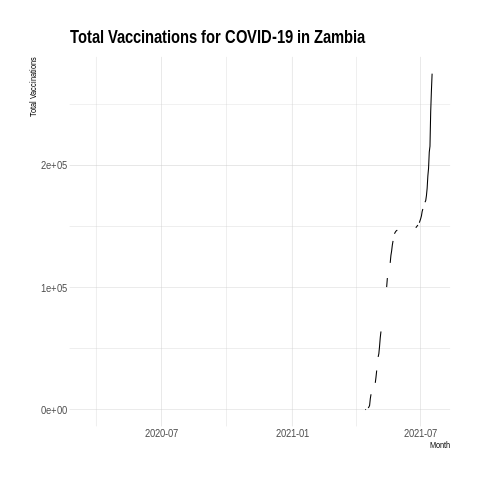 Total Vaccinations for COVID-19 in Zambia
Total Vaccinations
2e+05
1e+05
0e+00
2020-07
2021-01
2021-07
Month